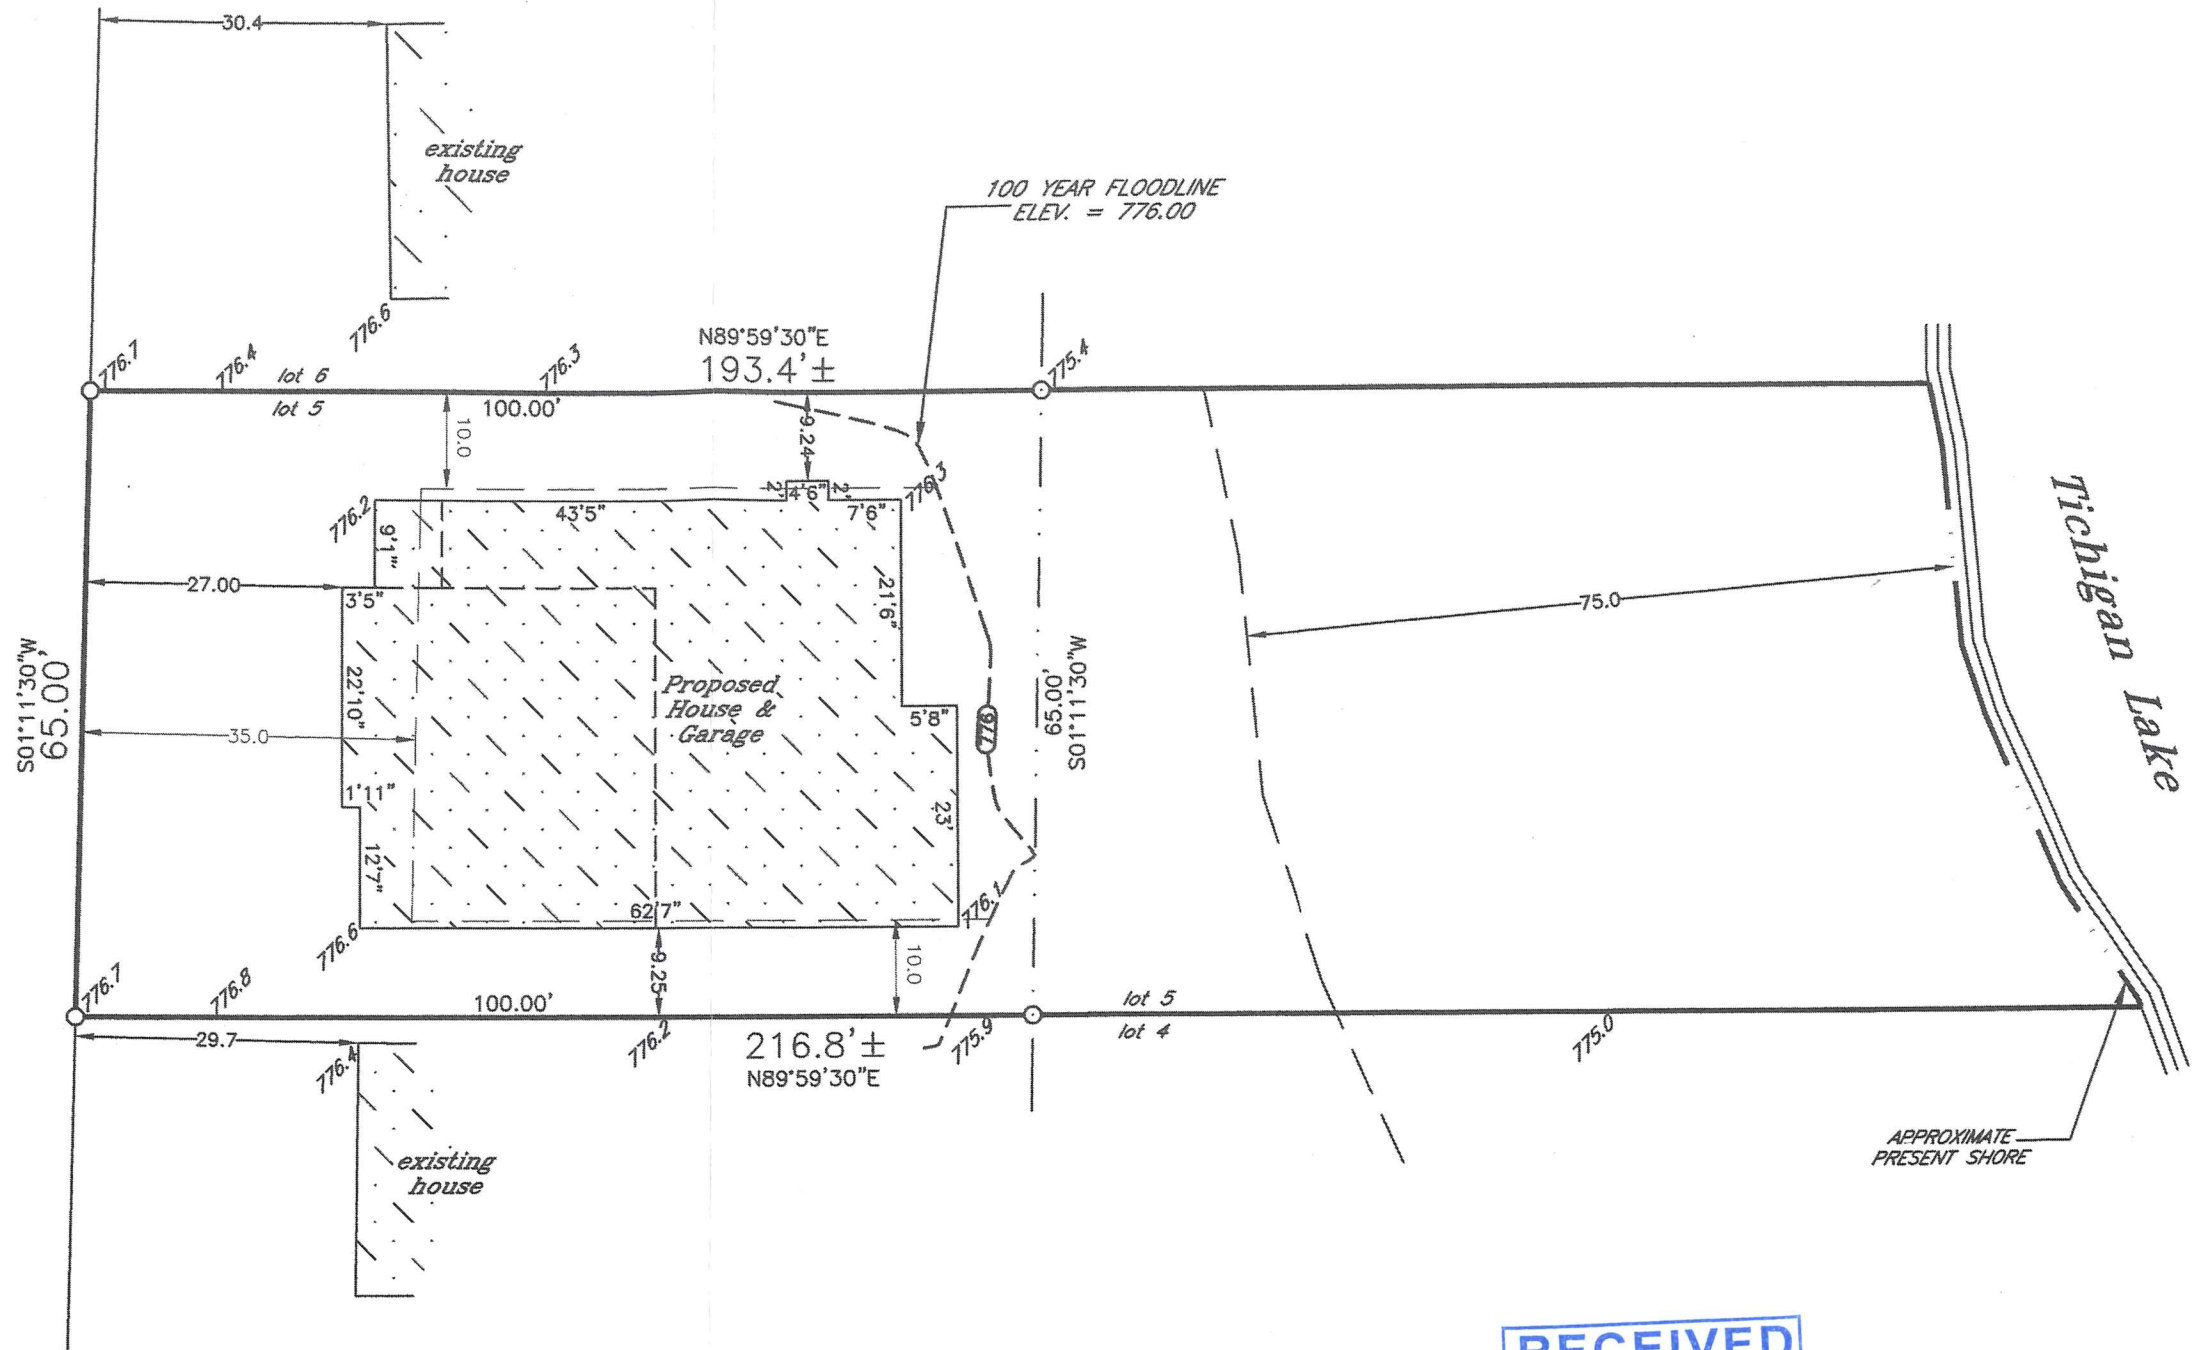 30.4
existing
house
100 YEAR FLOODLINE
ELEV. = 776.00
776.6
N89°59'30"E
193.4'±
776.1
776.4
lot 6
776.3
775.4
lot 5
100.00'
10.0
9.24
776.3
2'
4'6"
2'
776.2
43'5"
7'6"
9'1"
27.00
3'5"
21'6"
75.0
Tichigan Lake
S01°11'30"W
65.00'
22'10"
Proposed
House &
Garage
35.0
5'8"
776
65.00'
S01°11'30"W
1'11"
23'
12'7"
62'7"
776.1
776.6
9.25
10.0
776.1
776.8
100.00'
lot 5
lot 4
29.7
776.4
776.2
216.8'±
N89°59'30"E
775.9
775.0
existing
house
APPROXIMATE
PRESENT SHORE
RECEIVED